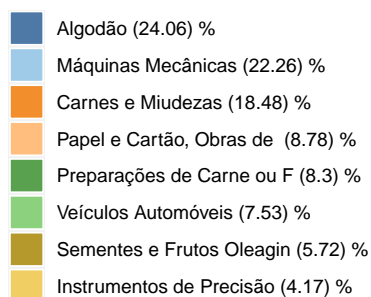 Algodão (24.06) %
Máquinas Mecânicas (22.26) %
Carnes e Miudezas (18.48) %
Papel e Cartão, Obras de  (8.78) %
Preparações de Carne ou F (8.3) %
Veículos Automóveis (7.53) %
Sementes e Frutos Oleagin (5.72) %
Instrumentos de Precisão (4.17) %